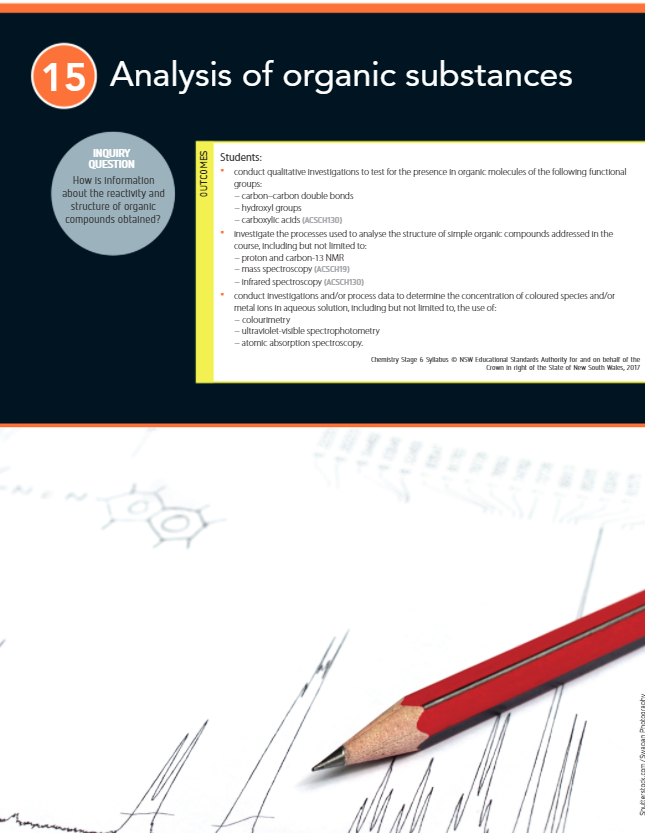 15 Analysis of organic substances
INQUIRY
QUESTION
How is information
about the reactivity and
structure of organic
compounds obtained?
OUTCOMES
Students:
• conduct qualitative investigations to test for the presence in organic molecules of the following functional
groups:
– carbon–carbon double bonds
– hydroxyl groups
– carboxylic acids (ACSCH130)
• investigate the processes used to analyse the structure of simple organic compounds addressed in the
course, including but not limited to:
– proton and carbon-13 NMR
– mass spectroscopy (ACSCH19)
– infrared spectroscopy (ACSCH130)
• conduct investigations and/or process data to determine the concentration of coloured species and/or
metal ions in aqueous solution, including but not limited to, the use of:
– colourimetry
– ultraviolet-visible spectrophotometry
– atomic absorption spectroscopy.
Chemistry Stage 6 Syllabus © NSW Educational Standards Authority for and on behalf of the
Crown in right of the State of New South Wales, 2017
Shutterstock.com/Swapan Photography